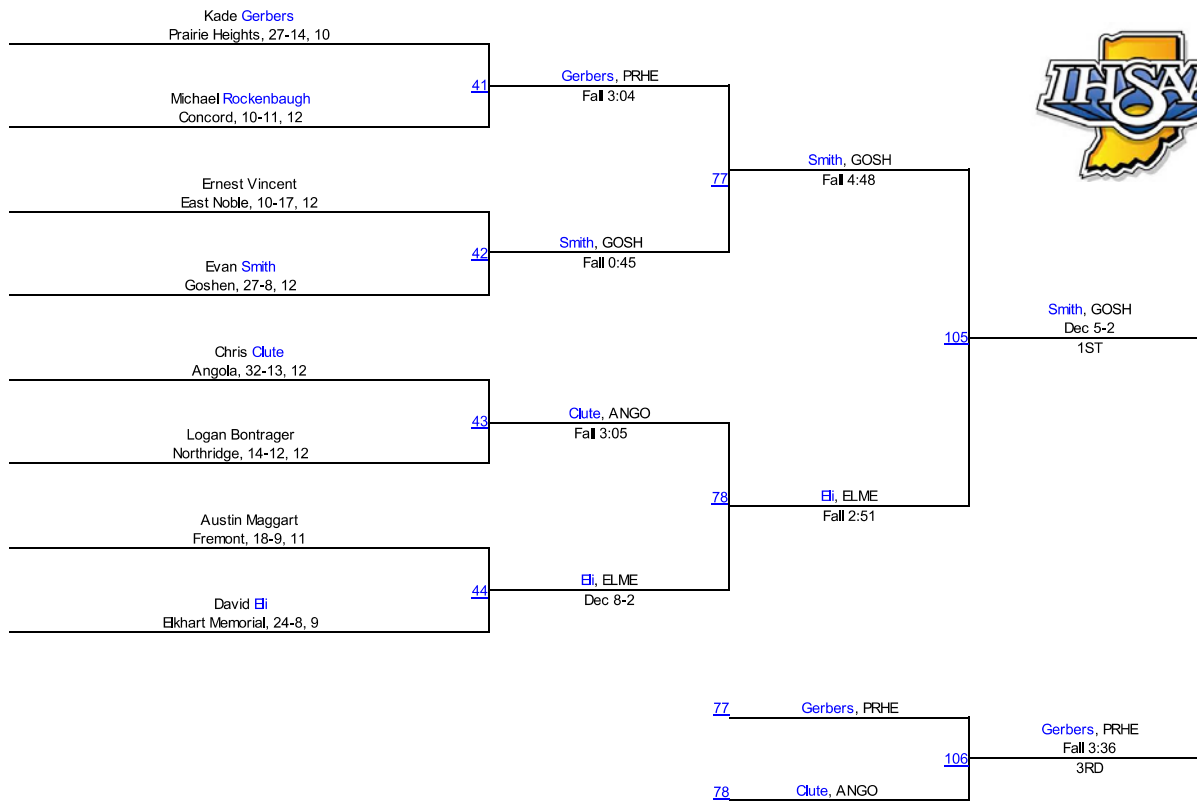 Kade Gerbers
Prairie Heights, 27-14, 10
41
Gerbers, PRHE
Fall 3:04
Michael Rockenbaugh
Concord, 10-11, 12
IHSAA
77
Smith, GOSH
Fall 4:48
Ernest Vincent
East Noble, 10-17, 12
42
Smith, GOSH
Fall 0:45
Evan Smith
Goshen, 27-8, 12
105
Smith, GOSH
Dec 5-2
1ST
Chris Clute
Angola, 32-13, 12
43
Clute, ANGO
Fall 3:05
Logan Bontrager
Northridge, 14-12, 12
78
Eli, ELME
Fall 2:51
Austin Maggart
Fremont, 18-9, 11
44
Eli, ELME
Dec 8-2
David Eli
Elkhart Memorial, 24-8, 9
77
Gerbers, PRHE
106
Gerbers, PRHE
Fall 3:36
3RD
78
Clute, ANGO